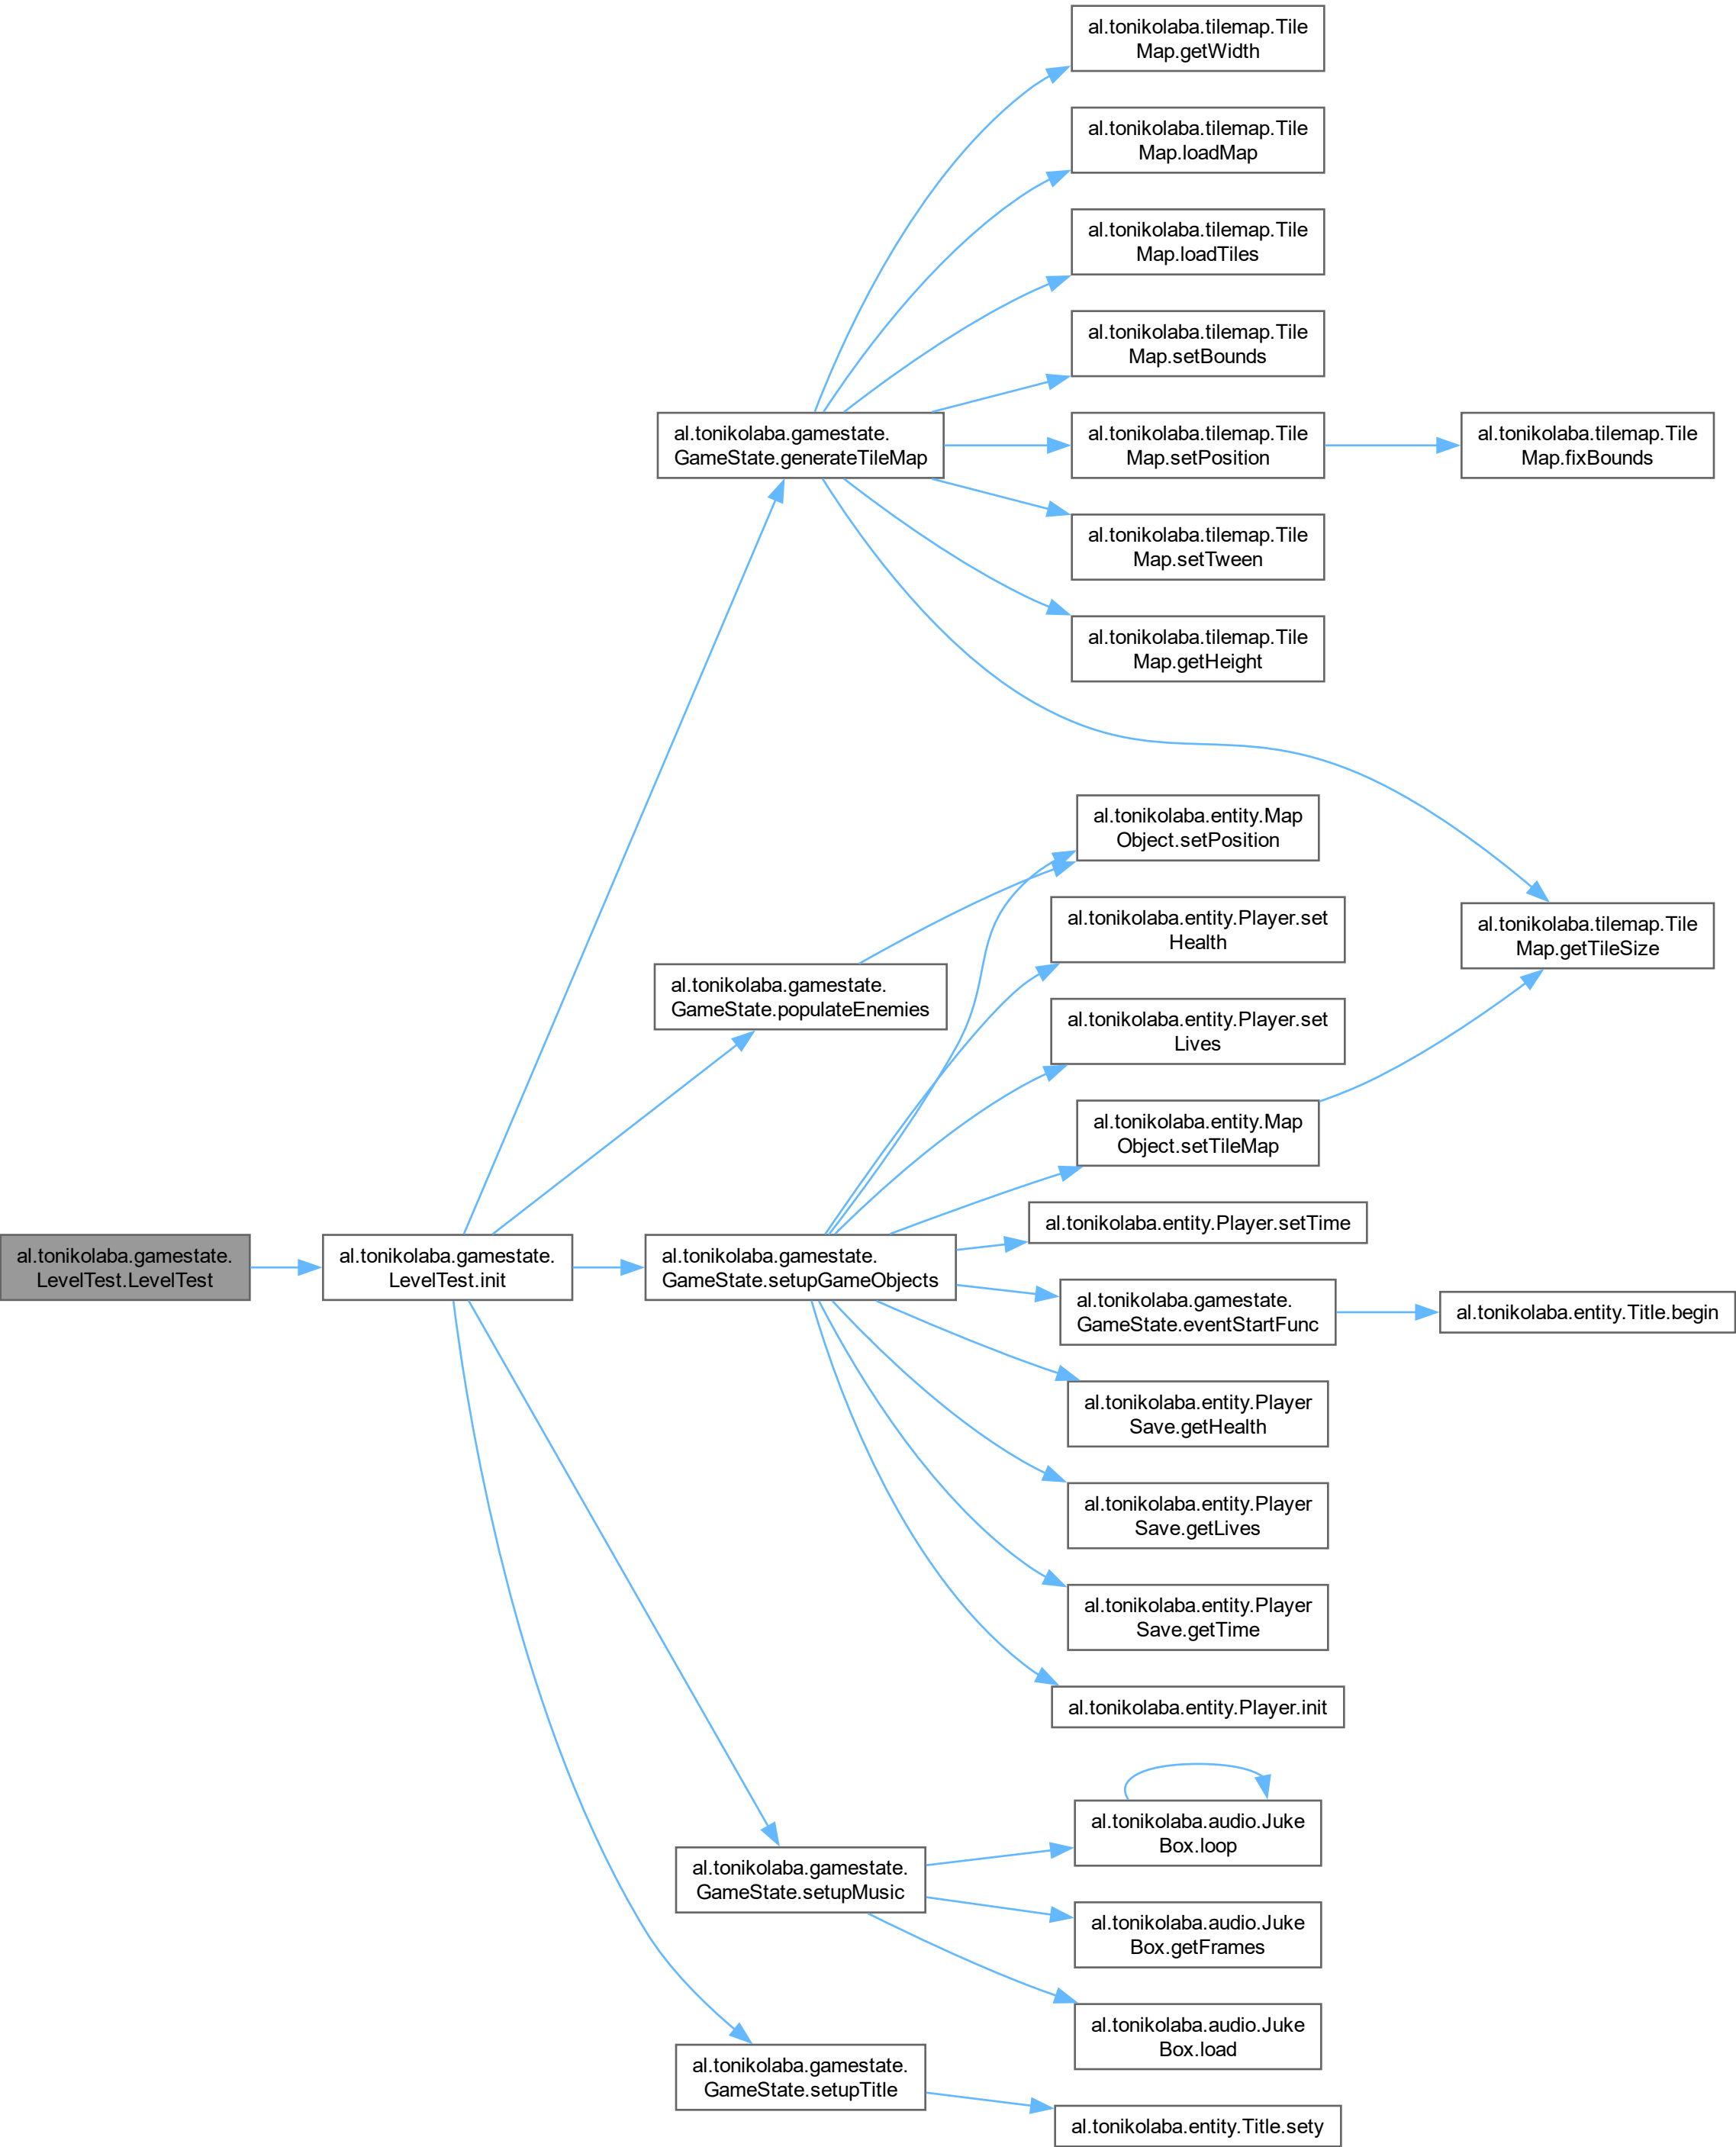 al.tonikolaba.tilemap.Tile
Map.getWidth
al.tonikolaba.tilemap.Tile
Map.loadMap
al.tonikolaba.tilemap.Tile
Map.loadTiles
al.tonikolaba.tilemap.Tile
Map.setBounds
al.tonikolaba.gamestate.
GameState.generateTileMap
al.tonikolaba.tilemap.Tile
Map.setPosition
al.tonikolaba.tilemap.Tile
Map.fixBounds
al.tonikolaba.tilemap.Tile
Map.setTween
al.tonikolaba.tilemap.Tile
Map.getHeight
al.tonikolaba.entity.Map
Object.setPosition
al.tonikolaba.entity.Player.set
Health
al.tonikolaba.tilemap.Tile
Map.getTileSize
al.tonikolaba.gamestate.
GameState.populateEnemies
al.tonikolaba.entity.Player.set
Lives
al.tonikolaba.entity.Map
Object.setTileMap
al.tonikolaba.entity.Player.setTime
al.tonikolaba.gamestate.
LevelTest.LevelTest
al.tonikolaba.gamestate.
LevelTest.init
al.tonikolaba.gamestate.
GameState.setupGameObjects
al.tonikolaba.gamestate.
GameState.eventStartFunc
al.tonikolaba.entity.Title.begin
al.tonikolaba.entity.Player
Save.getHealth
al.tonikolaba.entity.Player
Save.getLives
al.tonikolaba.entity.Player
Save.getTime
al.tonikolaba.entity.Player.init
al.tonikolaba.audio.Juke
Box.loop
al.tonikolaba.gamestate.
GameState.setupMusic
al.tonikolaba.audio.Juke
Box.getFrames
al.tonikolaba.audio.Juke
Box.load
al.tonikolaba.gamestate.
GameState.setupTitle
al.tonikolaba.entity.Title.sety